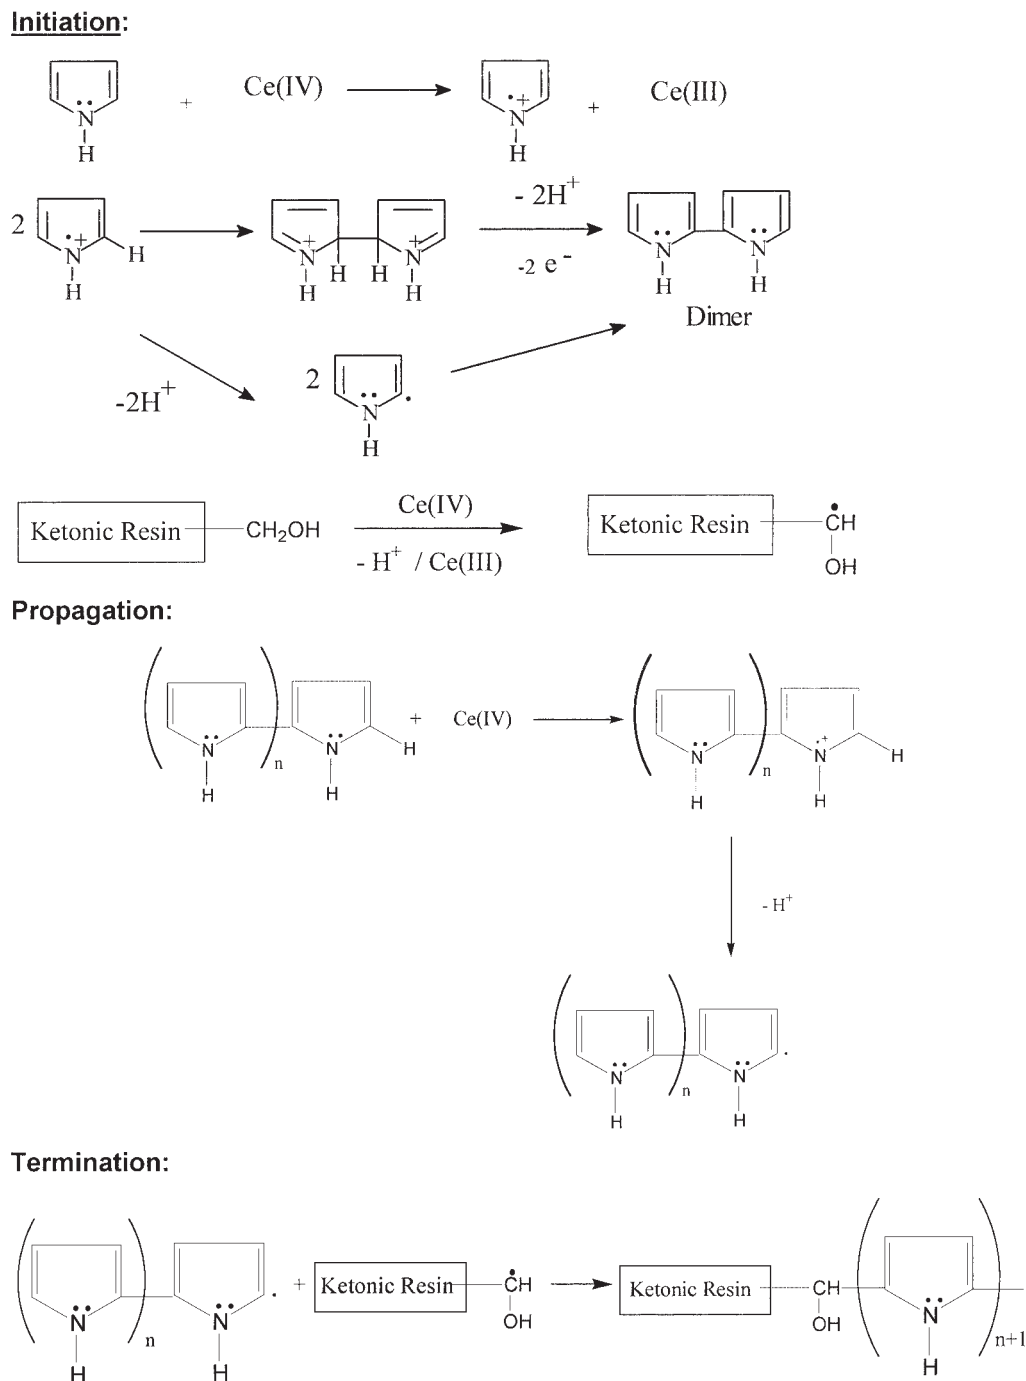 Initiation:
N
H
+
Ce(IV)
N
H
+
+
Ce(III)
2
N
H
+
H
N
H
+
H
H
N
H
+
- 2H+
-2 e-
N
H
N
H
Dimer
-2H+
2
N
H
Ketonic Resin
CH2OH
Ce(IV)
- H+ / Ce(III)
Ketonic Resin
CH
OH
Propagation:
N
H
n
N
H
H
+
Ce(IV)
N
H
n
N
+
H
H
- H+
N
H
n
N
H
Termination:
N
H
n
N
H
+
Ketonic Resin
CH
OH
Ketonic Resin
CH
OH
N
H
n+1